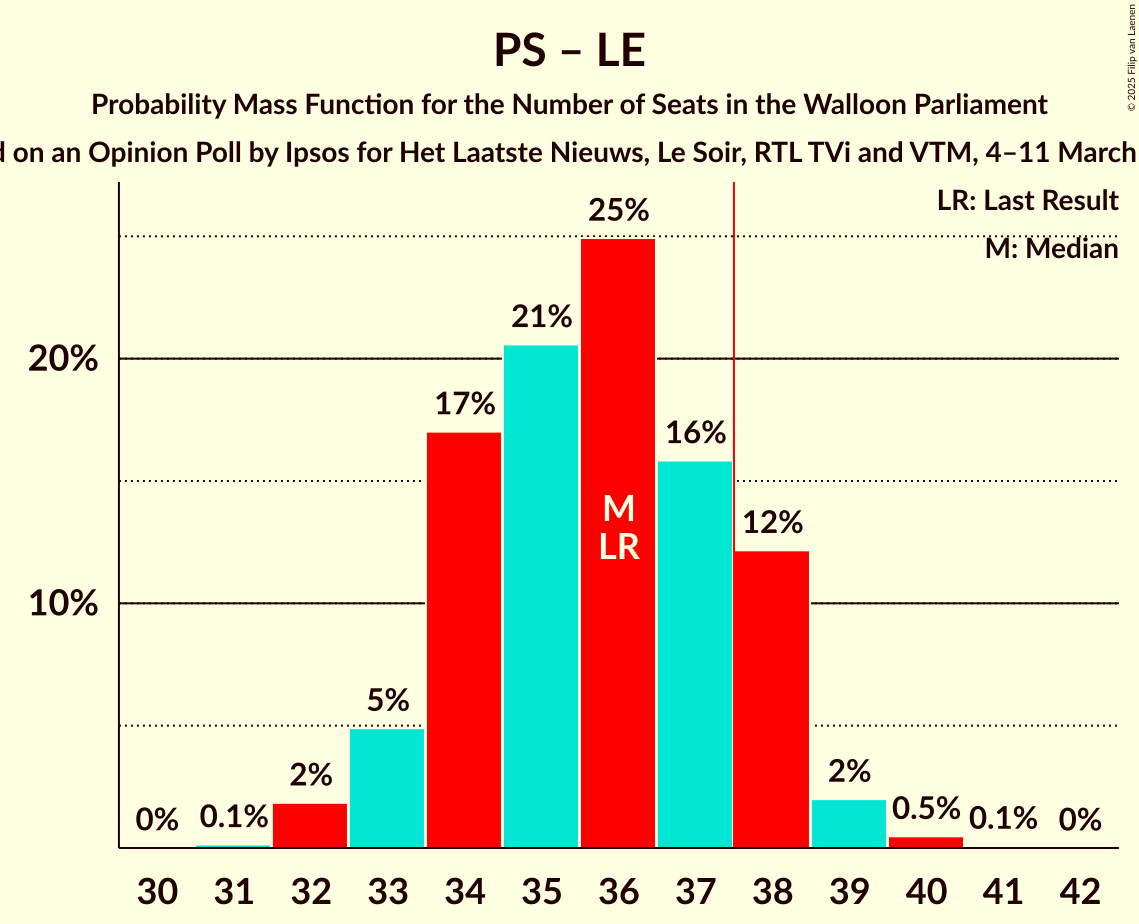 PS – LE
Probability Mass Function for the Number of Seats in the Walloon Parliament
d on an Opinion Poll by Ipsos for Het Laatste Nieuws, Le Soir, RTL TVi and VTM, 4–11 March
© 2025 Filip van Laenen
LR: Last Result
M: Median
20%
10%
0%
0.1%
2%
5%
17%
21%
25%
16%
12%
2%
0.5%
0.1%
0%
M
LR
30 31 32 33 34 35 36 37 38 39 40 41 42